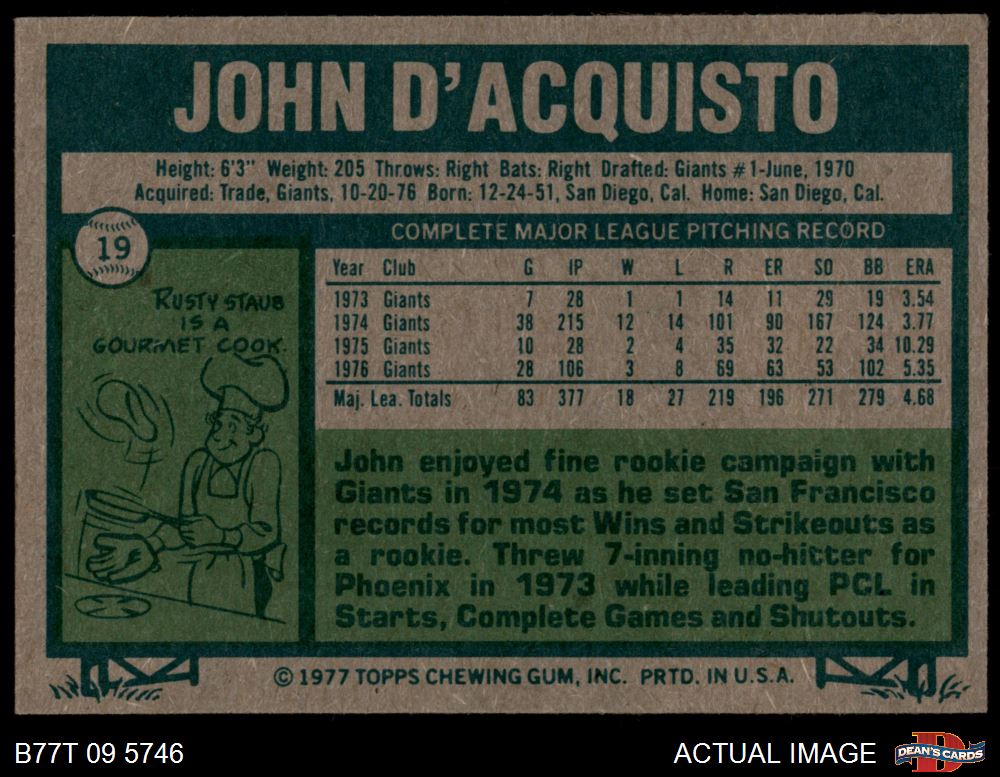 JOHN D'ACQUISTO
Height: 6'3" Weight: 205 Throws: Right Bats: Right Drafted: Giants #1-June, 1970
Acquired: Trade, Giants, 10-20-76 Born: 12-24-51, San Diego, Cal. Home: San Diego, Cal.
19
COMPLETE MAJOR LEAGUE PITCHING RECORD
Year Club G IP W L R ER SO BB ERA
1973 Giants 7 28 1 1 14 11 29 19 3.54
1974 Giants 38 215 12 14 101 90 167 124 3.77
1975 Giants 10 28 2 4 35 32 22 34 10.29
1976 Giants 28 106 3 8 69 63 53 102 5.35
Maj. Lea. Totals 83 377 18 27 219 196 271 279 4.68
RUSTY STAUB
IS A
GOURMET COOK.
John enjoyed fine rookie campaign with
Giants in 1974 as he set San Francisco
records for most Wins and Strikeouts as
a rookie. Threw 7-inning no-hitter for
Phoenix in 1973 while leading PCL in
Starts, Complete Games and Shutouts.
© 1977 TOPPS CHEWING GUM, INC. PRTD. IN U.S.A.
B77T 09 5746
ACTUAL IMAGE
D
DEAN'S CARDS